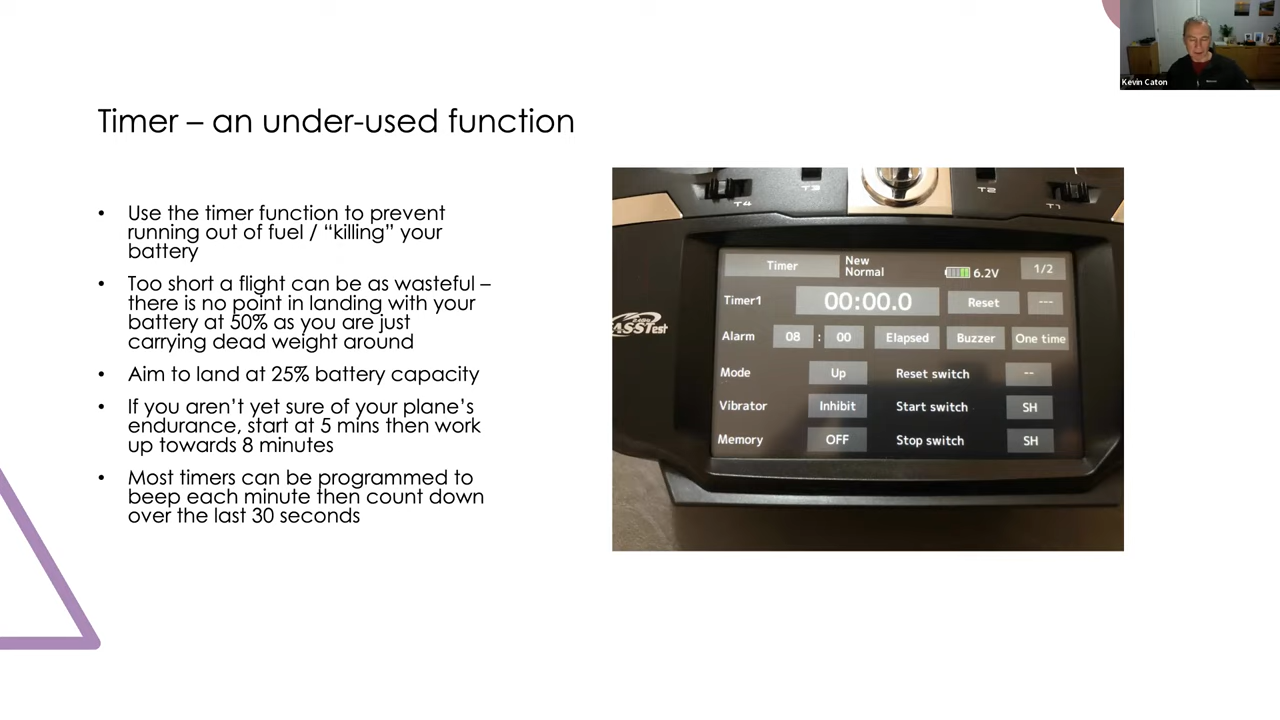 Kevin Caton
Timer – an under-used function
• Use the timer function to prevent
running out of fuel / “killing” your
battery
• Too short a flight can be as wasteful –
there is no point in landing with your
battery at 50% as you are just
carrying dead weight around
• Aim to land at 25% battery capacity
• If you aren’t yet sure of your plane’s
endurance, start at 5 mins then work
up towards 8 minutes
• Most timers can be programmed to
beep each minute then count down
over the last 30 seconds
T4 T3 T2 T1
FASSTest
Timer New Normal 6.2V 1/2
Timer1 00:00.0 Reset ---
Alarm 08 : 00 Elapsed Buzzer One time
Mode Up Reset switch --
Vibrator Inhibit Start switch SH
Memory OFF Stop switch SH